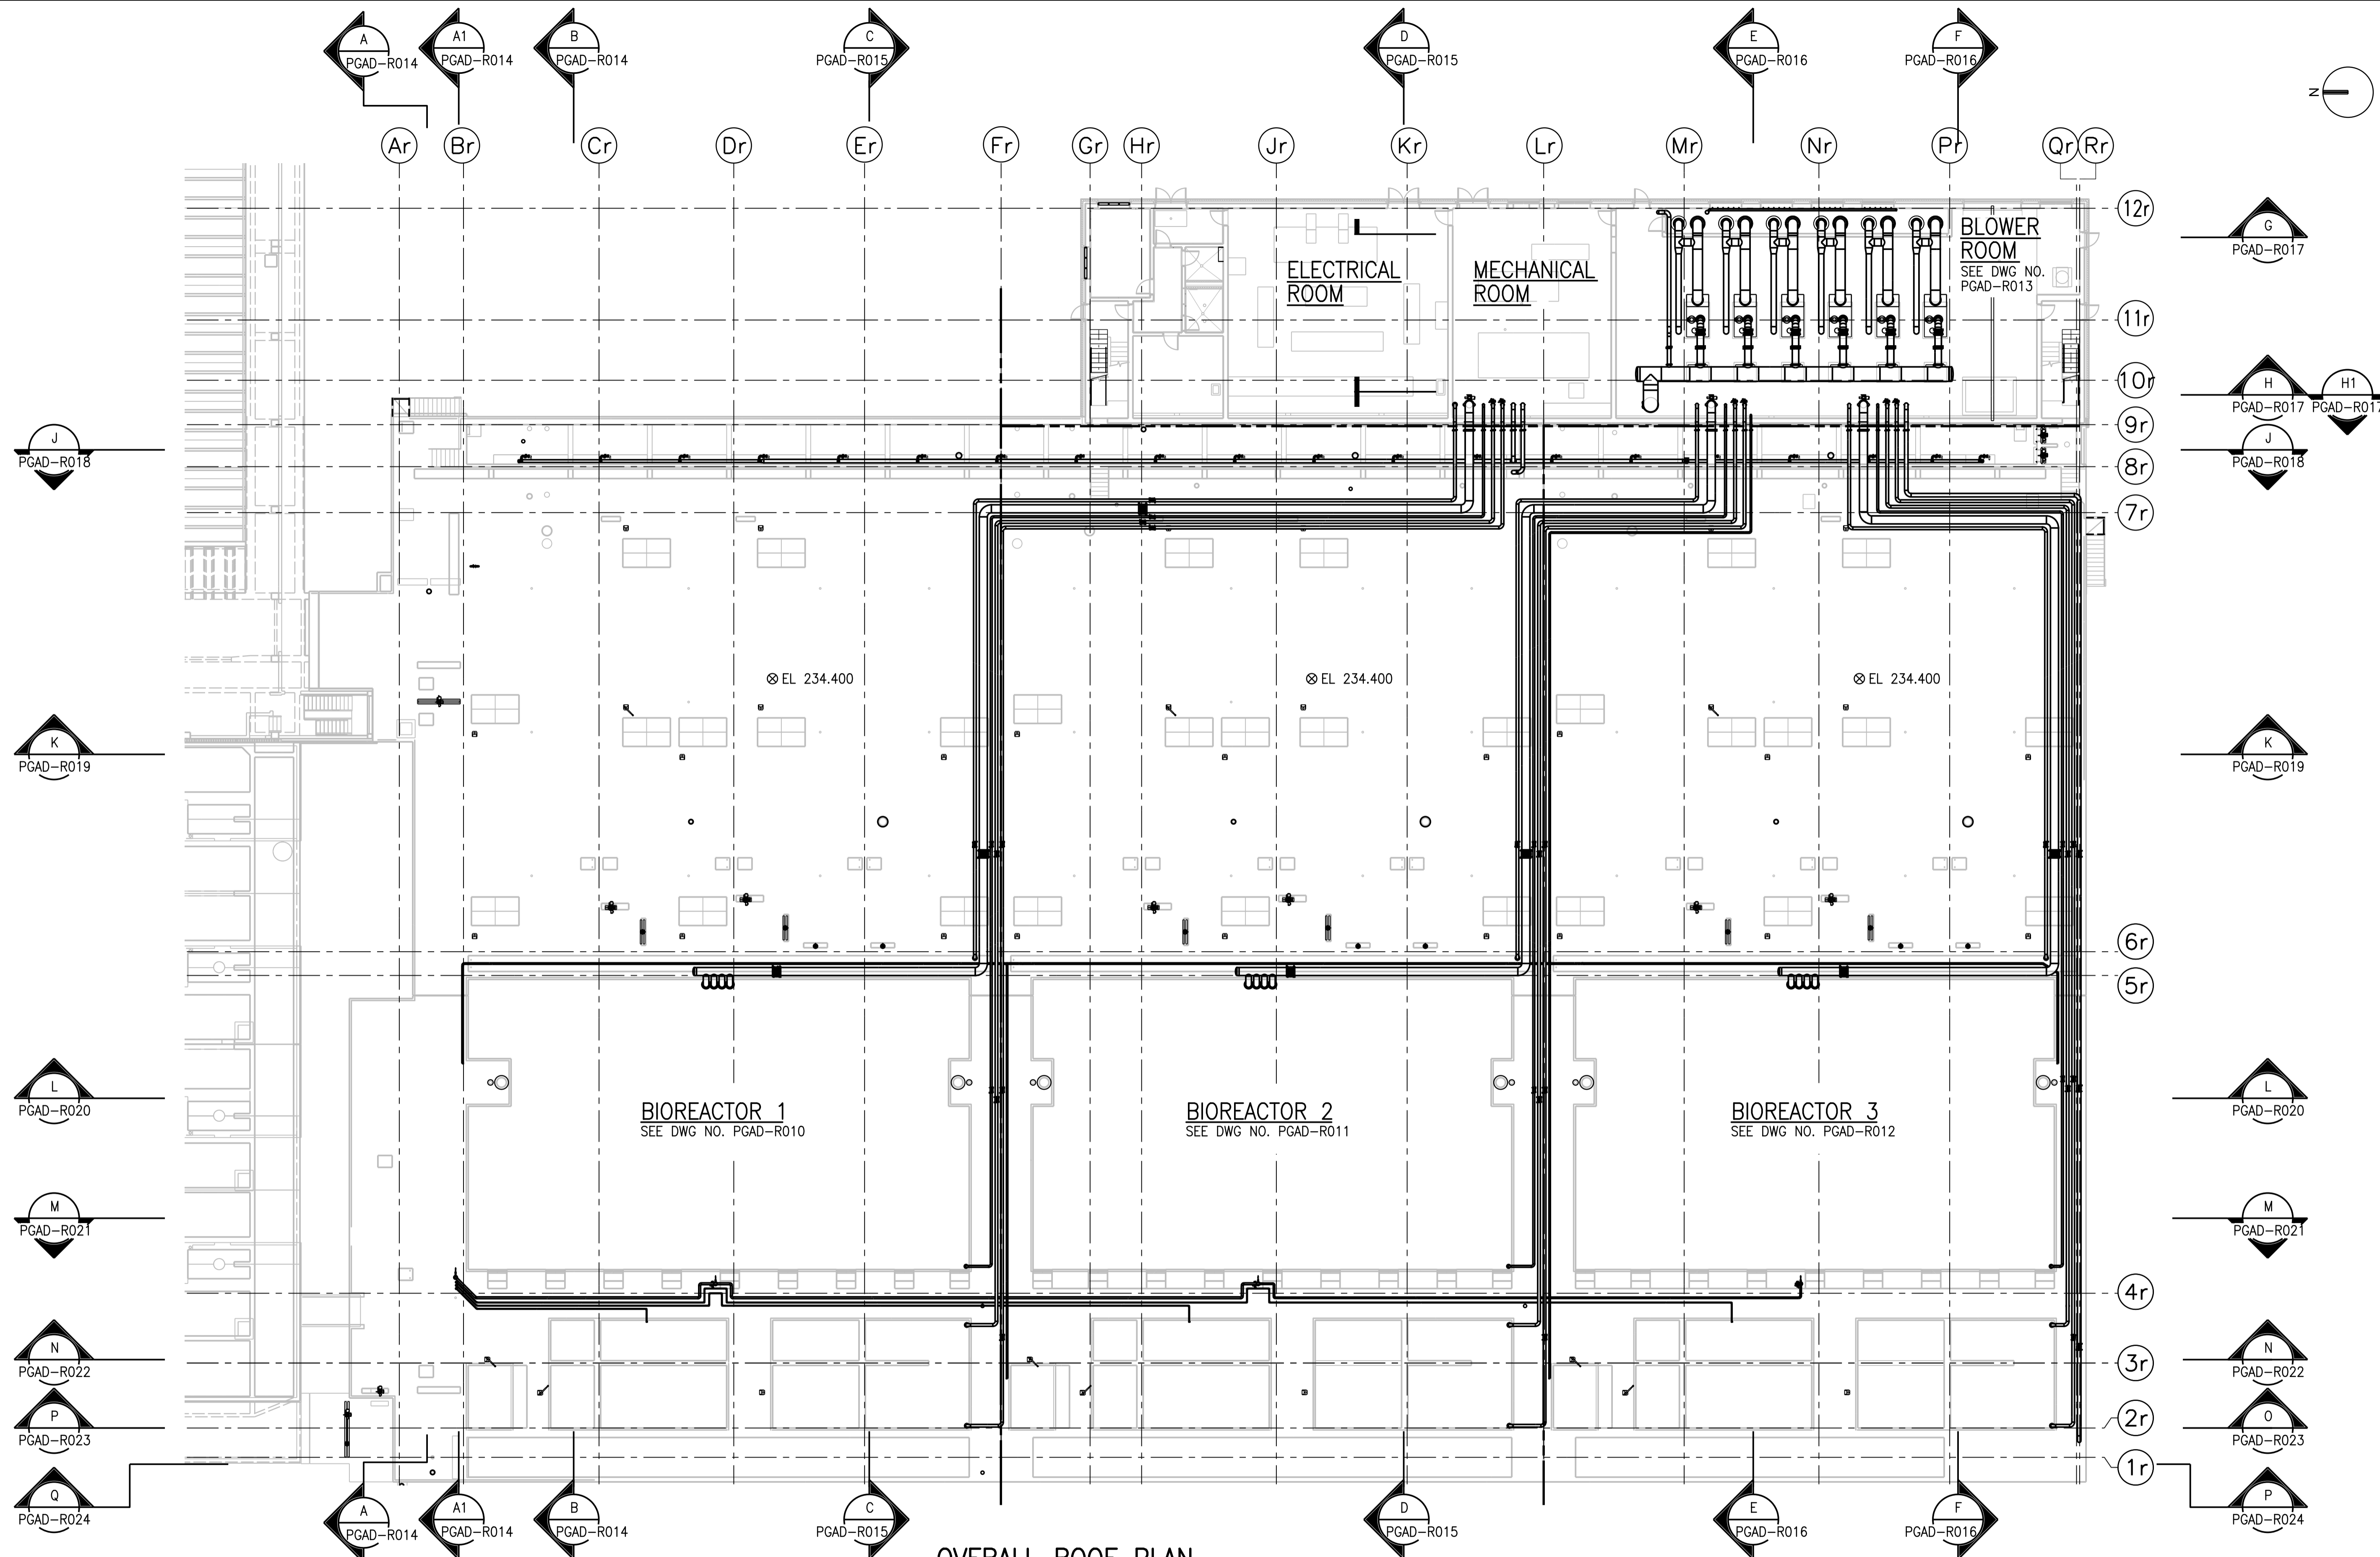 A
PGAD-R014
A1
PGAD-R014
B
PGAD-R014
C
PGAD-R015
D
PGAD-R015
E
PGAD-R016
F
PGAD-R016
N
Ar
Br
Cr
Dr
Er
Fr
Gr
Hr
Jr
Kr
Lr
Mr
Nr
Pr
Qr
Rr
12r
G
PGAD-R017
BLOWER
ROOM
SEE DWG NO.
PGAD-R013
ELECTRICAL
ROOM
MECHANICAL
ROOM
11r
10r
H
PGAD-R017
H1
PGAD-R017
9r
J
PGAD-R018
J
PGAD-R018
8r
7r
EL 234.400
EL 234.400
EL 234.400
K
PGAD-R019
K
PGAD-R019
6r
5r
L
PGAD-R020
L
PGAD-R020
BIOREACTOR 1
SEE DWG NO. PGAD-R010
BIOREACTOR 2
SEE DWG NO. PGAD-R011
BIOREACTOR 3
SEE DWG NO. PGAD-R012
M
PGAD-R021
M
PGAD-R021
4r
N
PGAD-R022
3r
N
PGAD-R022
P
PGAD-R023
2r
O
PGAD-R023
1r
Q
PGAD-R024
P
PGAD-R024
A
PGAD-R014
A1
PGAD-R014
B
PGAD-R014
C
PGAD-R015
D
PGAD-R015
E
PGAD-R016
F
PGAD-R016
OVERALL ROOF PLAN